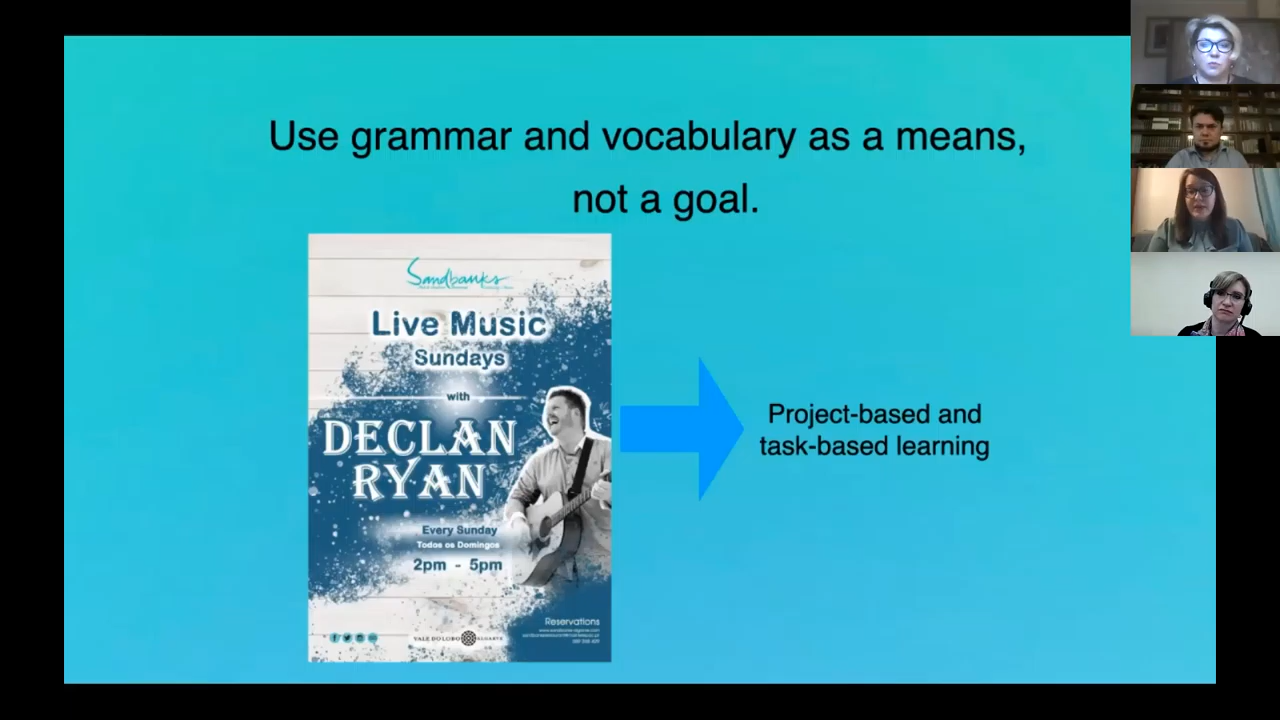 Use grammar and vocabulary as a means,
not a goal.
Sandbanks
Live Music
Sundays
with
DECLAN
RYAN
Every Sunday
Todos os Domingos
2pm - 5pm
Reservations
VALE DO LOBO ALGARVE
Project-based and
task-based learning